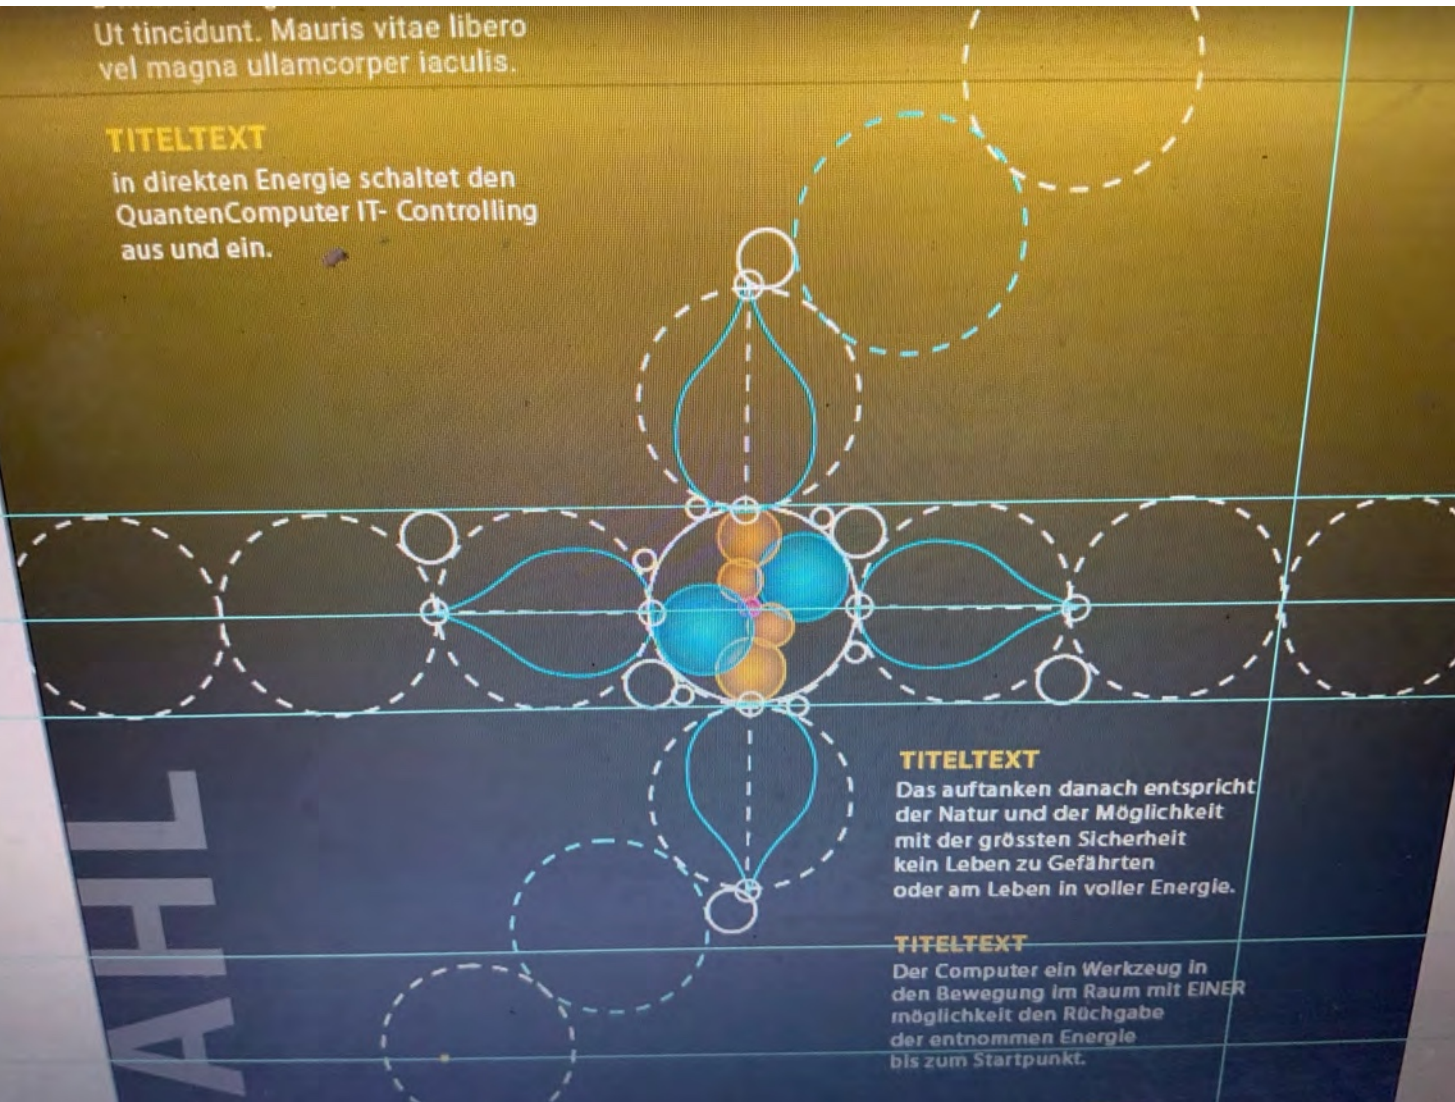 Ut tincidunt. Mauris vitae libero
vel magna ullamcorper iaculis.
TITELTEXT
in direkten Energie schaltet den
QuantenComputer IT- Controlling
aus und ein.
AHL
TITELTEXT
Das auftanken danach entspricht
der Natur und der Möglichkeit
mit der grössten Sicherheit
kein Leben zu Gefährten
oder am Leben in voller Energie.
TITELTEXT
Der Computer ein Werkzeug in
den Bewegung im Raum mit EINER
möglichkeit den Rüchgabe
der entnommen Energie
bis zum Startpunkt.